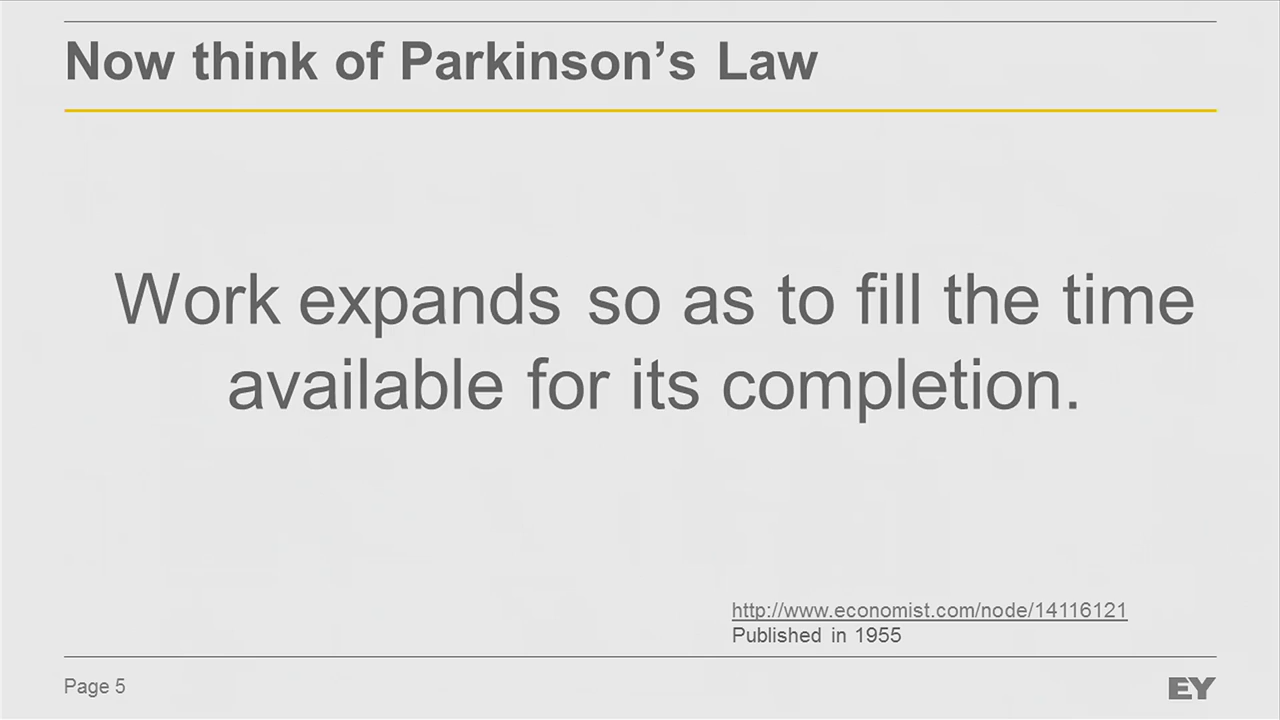 Now think of Parkinson’s Law
Work expands so as to fill the time
available for its completion.
http://www.economist.com/node/14116121
Published in 1955
Page 5
EY